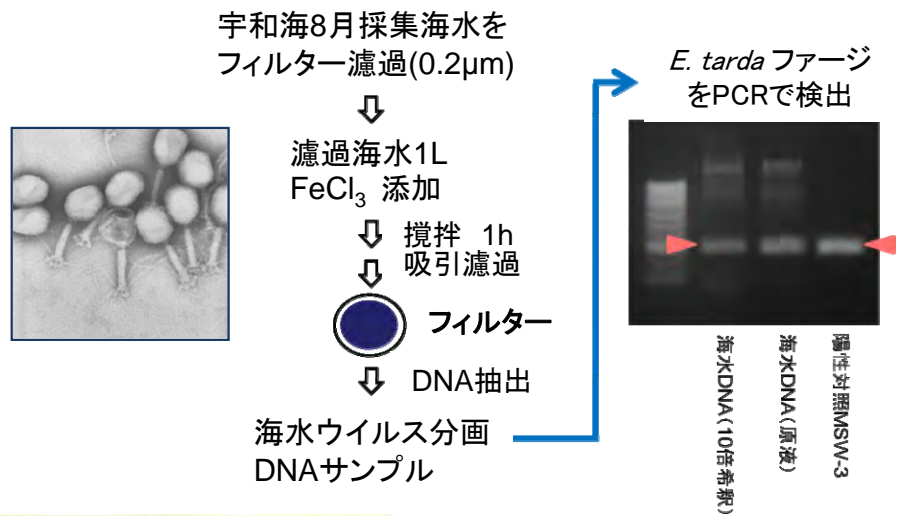 宇和海8月採集海水を
フィルター濾過(0.2μm)
濾過海水1L
FeCl₃ 添加
撹拌 1h
吸引濾過
フィルター
DNA抽出
海水ウイルス分画
DNAサンプル
E. tarda ファージ
をPCRで検出
海水DNA(10倍希釈)
海水DNA(原液)
陽性対照MSW-3